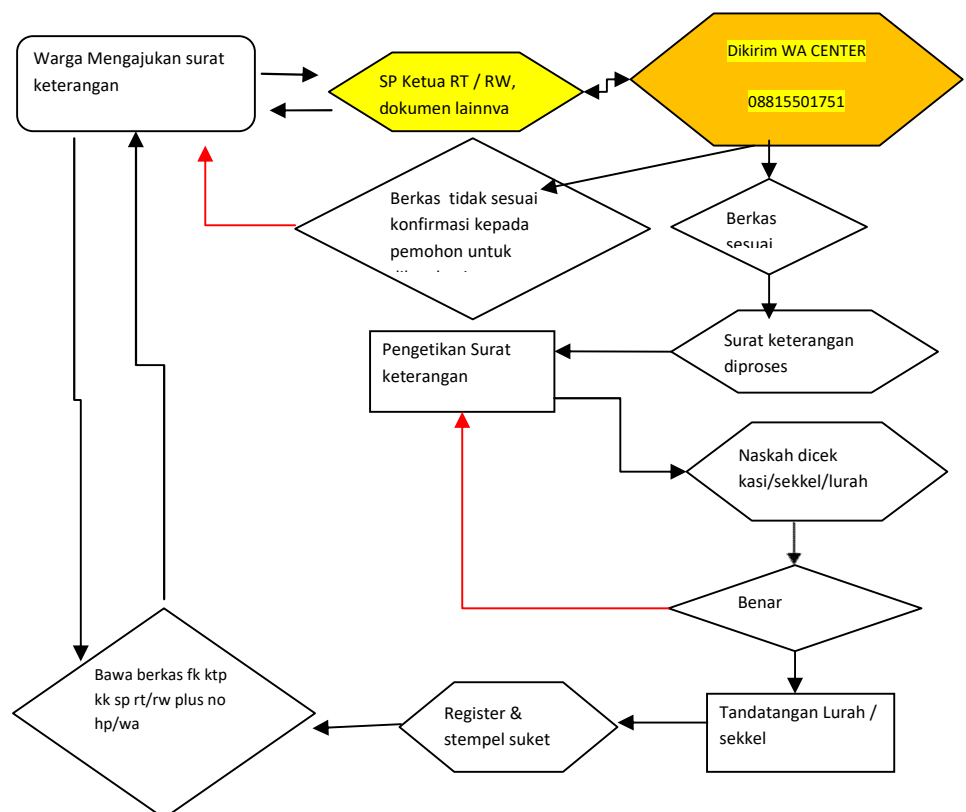 Warga Mengajukan surat
keterangan
SP Ketua RT / RW,
dokumen lainnya
Dikirim WA CENTER
08815501751
Berkas tidak sesuai
konfirmasi kepada
pemohon untuk
Berkas
sesuai
Surat keterangan
diproses
Pengetikan Surat
keterangan
Naskah dicek
kasi/sekkel/lurah
Benar
Tandatangan Lurah /
sekkel
Register &
stempel suket
Bawa berkas fk ktp
kk sp rt/rw plus no
hp/wa